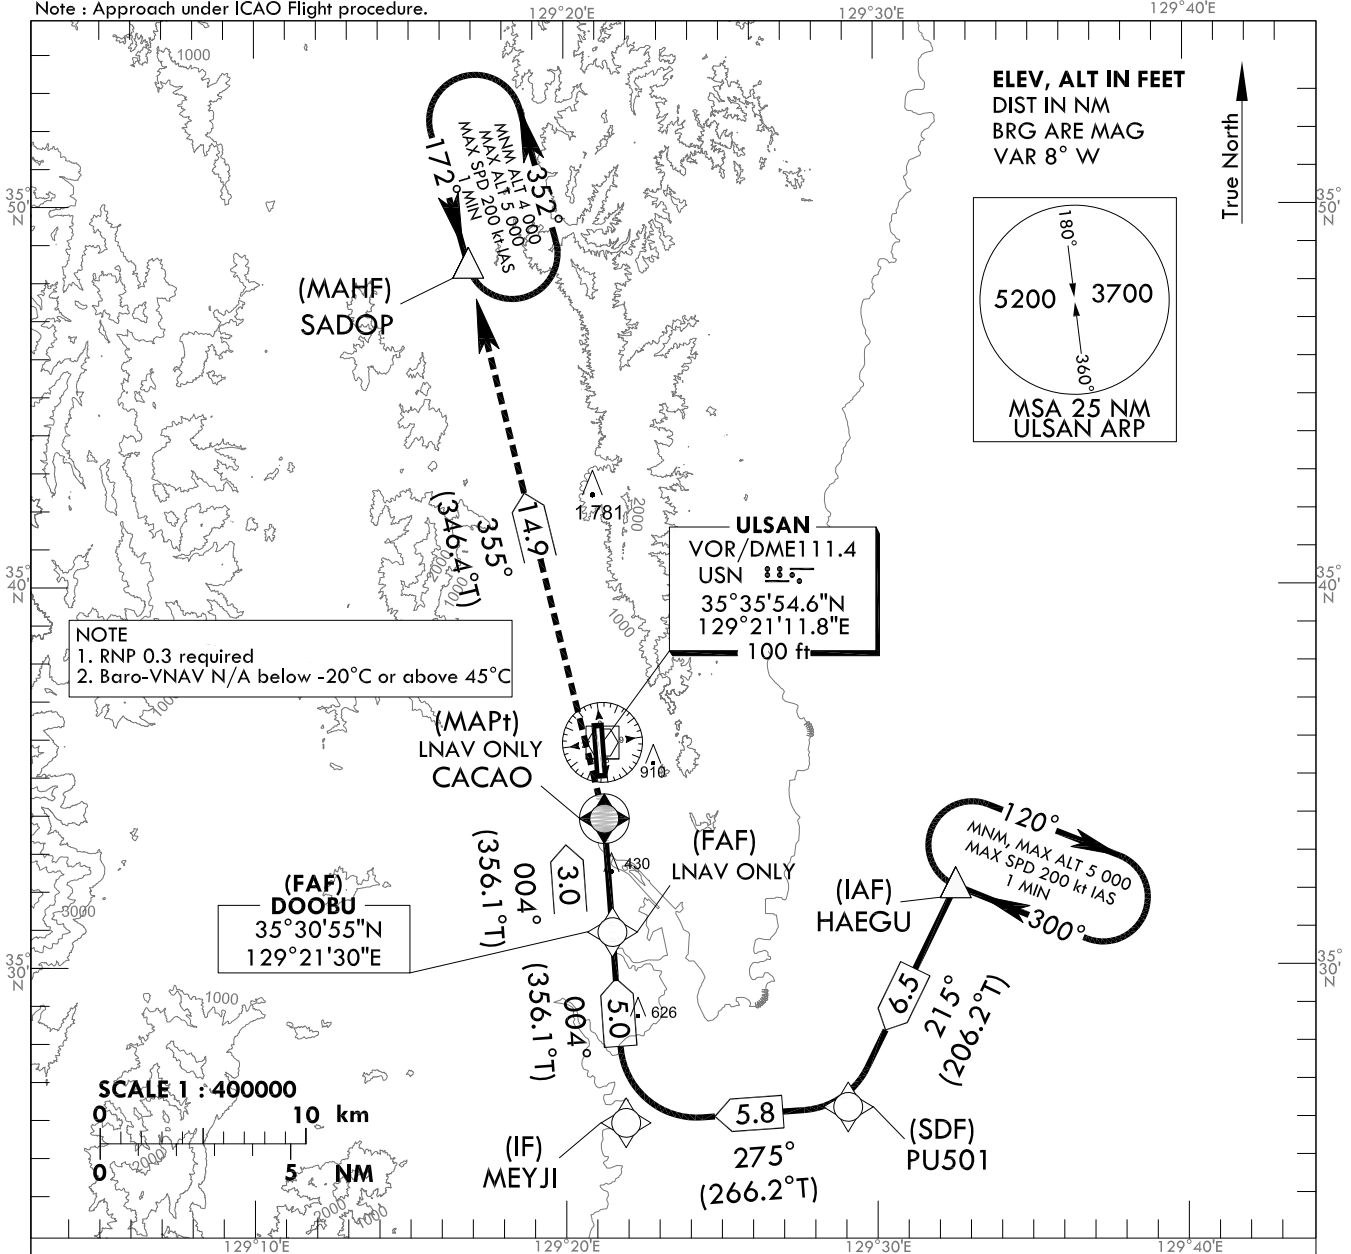 Note : Approach under ICAO Flight procedure.
129°20'E
129°30'E
129°40'E
1000
ELEV, ALT IN FEET
DIST IN NM
BRG ARE MAG
VAR 8° W
True North
172°
352°
MNM ALT 4 000
MAX ALT 5 000
MAX SPD 200 kt IAS
1 MIN
35°
50'
N
35°
50'
N
(MAHF)
SADOP
180°
5200
3700
360°
MSA 25 NM
ULSAN ARP
14.9
355°
(346.4°T)
1 781
2000
2000
1000
1000
ULSAN
VOR/DME111.4
USN
35°35'54.6"N
129°21'11.8"E
100 ft
35°
40'
N
35°
40'
N
NOTE
1. RNP 0.3 required
2. Baro-VNAV N/A below -20°C or above 45°C
1000
(MAPt)
LNAV ONLY
CACAO
9
910
(FAF)
LNAV ONLY
430
3.0
004°
(356.1°T)
120°
MNM, MAX ALT 5 000
MAX SPD 200 kt IAS
1 MIN
300°
(IAF)
HAEGU
(FAF)
DOOBU
35°30'55"N
129°21'30"E
3000
35°
30'
N
35°
30'
N
1000
5.0
004°
(356.1°T)
626
6.5
215°
(206.2°T)
SCALE 1 : 400000
0
10 km
0
5 NM
2000
2000
1000
(IF)
MEYJI
5.8
275°
(266.2°T)
(SDF)
PU501
129°10'E
129°20'E
129°30'E
129°40'E